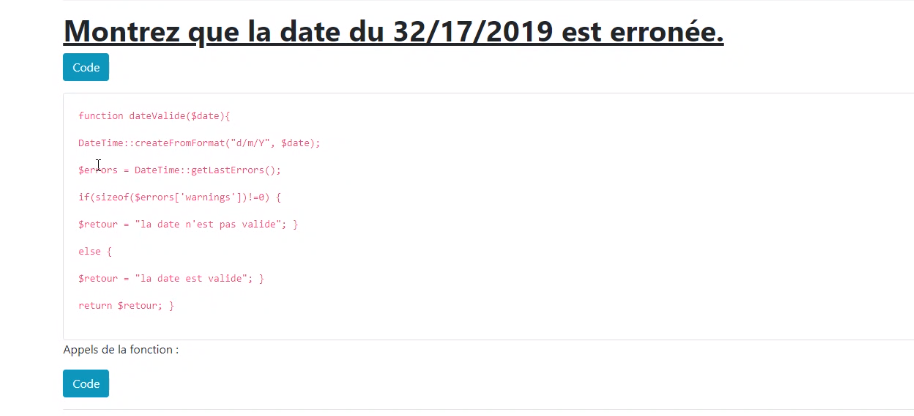 Montrez que la date du 32/17/2019 est erronée.
Code
function dateValide($date){
DateTime::createFromFormat("d/m/Y", $date);
$errors = DateTime::getLastErrors();
if(sizeof($errors['warnings'])!=0) {
$retour = "la date n'est pas valide"; }
else {
$retour = "la date est valide"; }
return $retour; }
Appels de la fonction :
Code